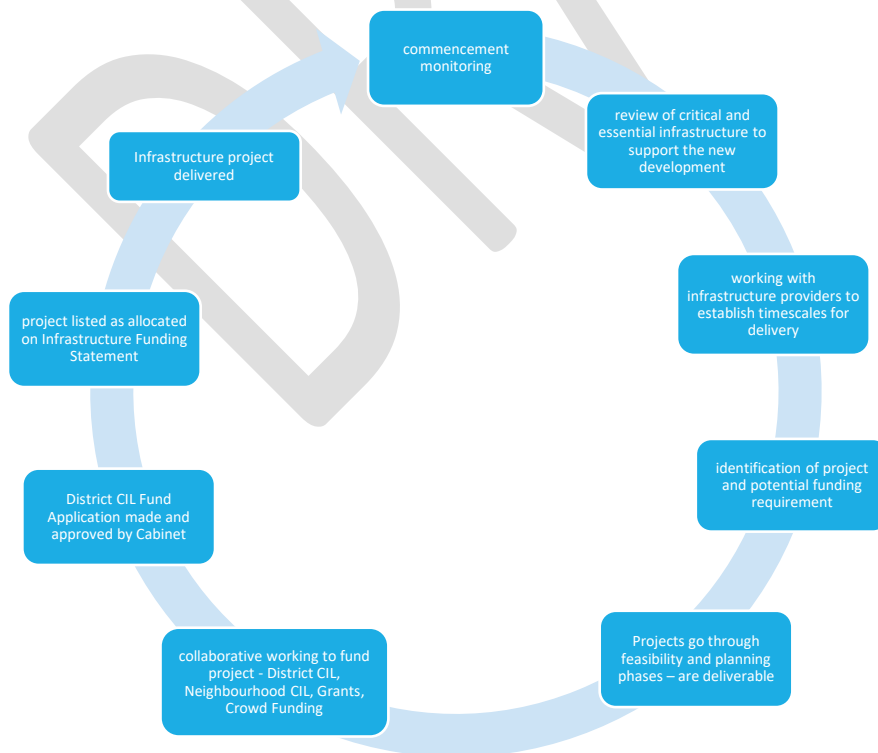 commencement
monitoring
review of critical and
essential infrastructure to
support the new
development
working with
infrastructure providers to
establish timescales for
delivery
identification of project
and potential funding
requirement
Projects go through
feasibility and planning
phases – are deliverable
collaborative working to fund
project - District CIL,
Neighbourhood CIL, Grants,
Crowd Funding
District CIL Fund
Application made and
approved by Cabinet
project listed as allocated
on Infrastructure Funding
Statement
Infrastructure project
delivered